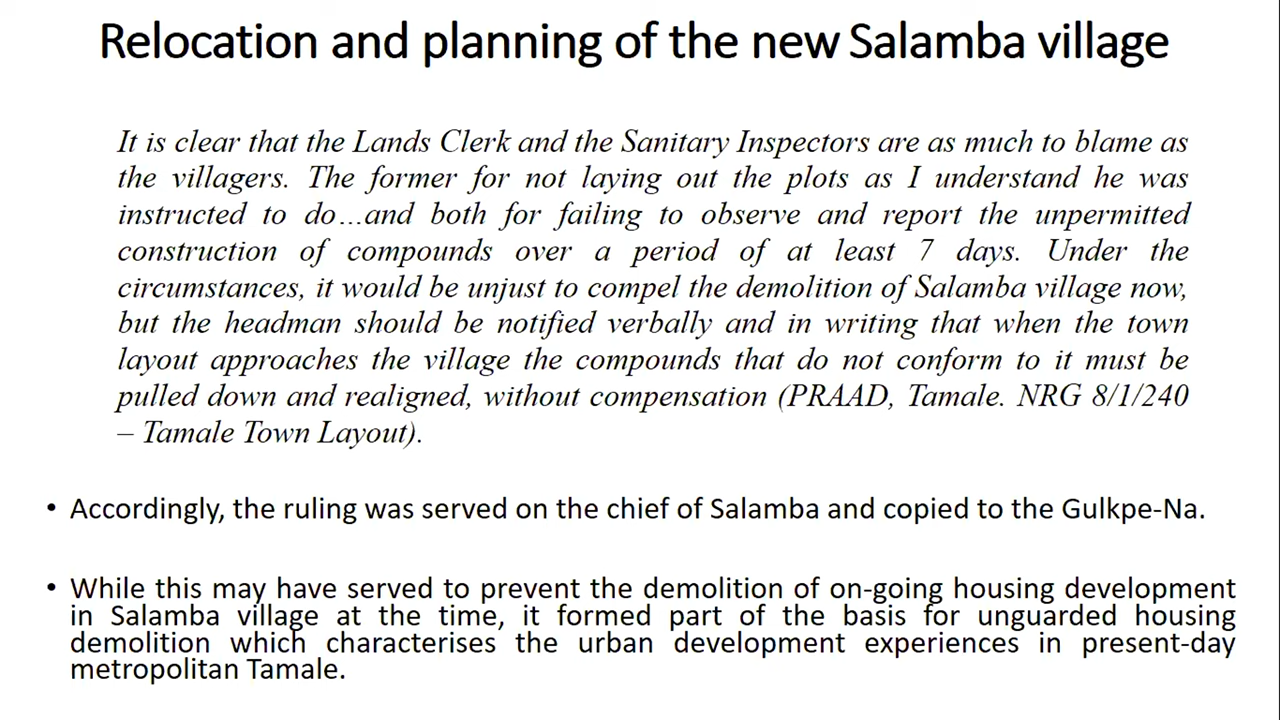 Relocation and planning of the new Salamba village
It is clear that the Lands Clerk and the Sanitary Inspectors are as much to blame as
the villagers. The former for not laying out the plots as I understand he was
instructed to do…and both for failing to observe and report the unpermitted
construction of compounds over a period of at least 7 days. Under the
circumstances, it would be unjust to compel the demolition of Salamba village now,
but the headman should be notified verbally and in writing that when the town
layout approaches the village the compounds that do not conform to it must be
pulled down and realigned, without compensation (PRAAD, Tamale. NRG 8/1/240
– Tamale Town Layout).
• Accordingly, the ruling was served on the chief of Salamba and copied to the Gulkpe-Na.
• While this may have served to prevent the demolition of on-going housing development
in Salamba village at the time, it formed part of the basis for unguarded housing
demolition which characterises the urban development experiences in present-day
metropolitan Tamale.